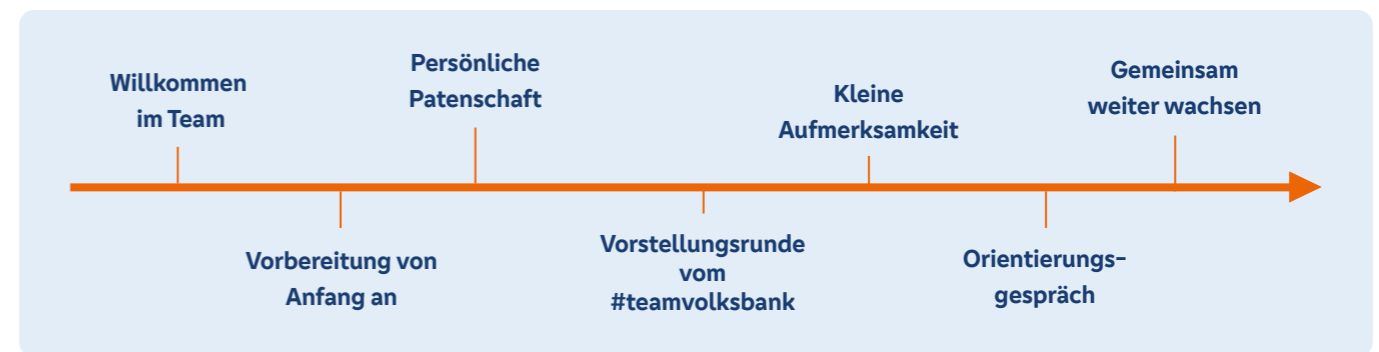 Willkommen
im Team
Vorbereitung von
Anfang an
Persönliche
Patenschaft
Vorstellungsrunde
vom
#teamvolksbank
Kleine
Aufmerksamkeit
Orientierungs-
gespräch
Gemeinsam
weiter wachsen